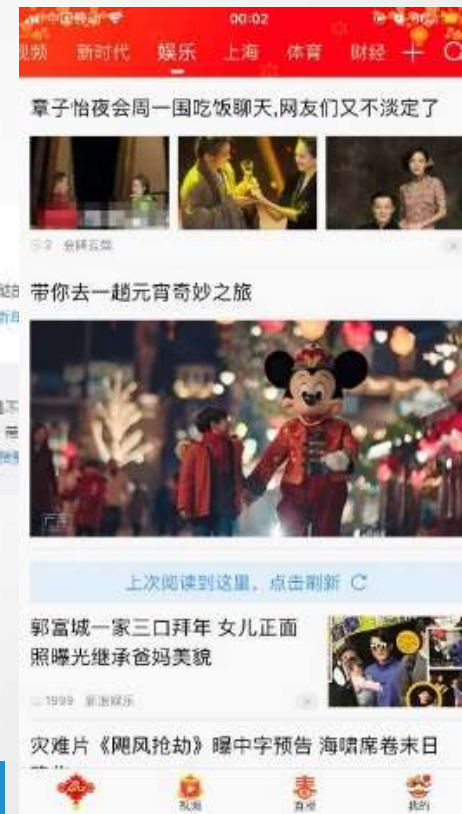 中国移动
00:02
视频 新时代 娱乐 上海 体育 财经
章子怡夜会周一围吃饭聊天,网友们又不淡定了
带你去一趟元宵奇妙之旅
广告
上次阅读到这里，点击刷新
郭富城一家三口拜年 女儿正面
照曝光继承爸妈美貌
1999 新浪娱乐
灾难片《飓风抢劫》曝中字预告 海啸席卷末日
视频 直播 我的